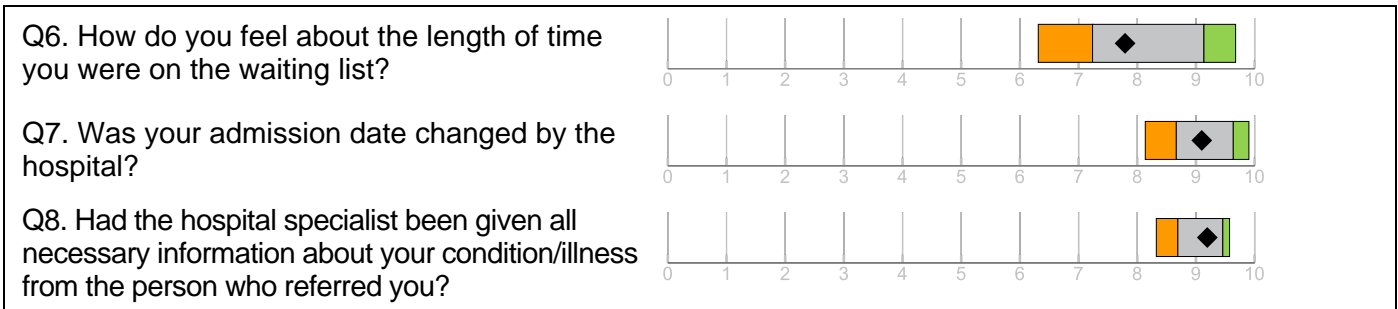 Q6. How do you feel about the length of time
you were on the waiting list?
0 1 2 3 4 5 6 7 8 9 10
Q7. Was your admission date changed by the
hospital?
0 1 2 3 4 5 6 7 8 9 10
Q8. Had the hospital specialist been given all
necessary information about your condition/illness
from the person who referred you?
0 1 2 3 4 5 6 7 8 9 10